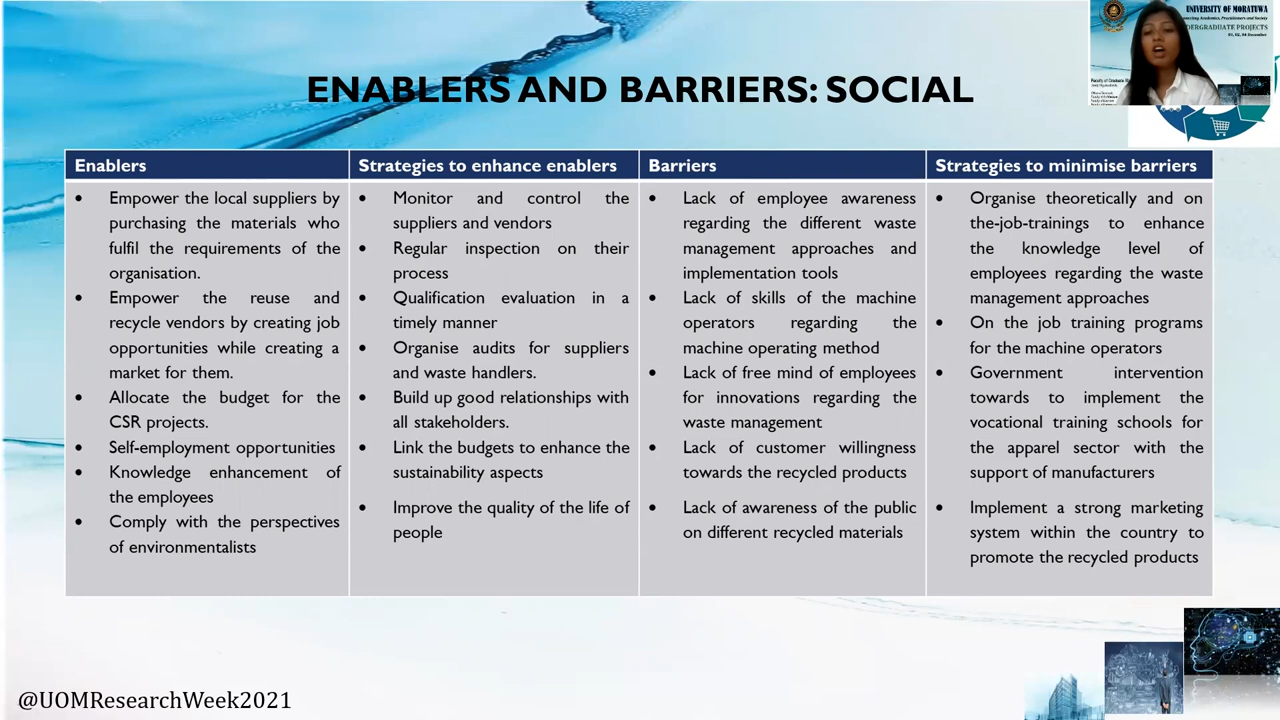 UNIVERSITY OF MORATUWA
UNDERGRADUATE PROJECTS
ENABLERS AND BARRIERS: SOCIAL
Enablers
Empower the local suppliers by
purchasing the materials who
fulfil the requirements of the
organisation.
Empower the reuse and
recycle vendors by creating job
opportunities while creating a
market for them.
Allocate the budget for the
CSR projects.
Self-employment opportunities
Knowledge enhancement of
the employees
Comply with the perspectives
of environmentalists
Strategies to enhance enablers
Monitor and control the
suppliers and vendors
Regular inspection on their
process
Qualification evaluation in a
timely manner
Organise audits for suppliers
and waste handlers.
Build up good relationships with
all stakeholders.
Link the budgets to enhance the
sustainability aspects
Improve the quality of the life of
people
Barriers
Lack of employee awareness
regarding the different waste
management approaches and
implementation tools
Lack of skills of the machine
operators regarding the
machine operating method
Lack of free mind of employees
for innovations regarding the
waste management
Lack of customer willingness
towards the recycled products
Lack of awareness of the public
on different recycled materials
Strategies to minimise barriers
Organise theoretically and on
the-job-trainings to enhance
the knowledge level of
employees regarding the waste
management approaches
On the job training programs
for the machine operators
Government intervention
towards to implement the
vocational training schools for
the apparel sector with the
support of manufacturers
Implement a strong marketing
system within the country to
promote the recycled products
@UOMResearchWeek2021